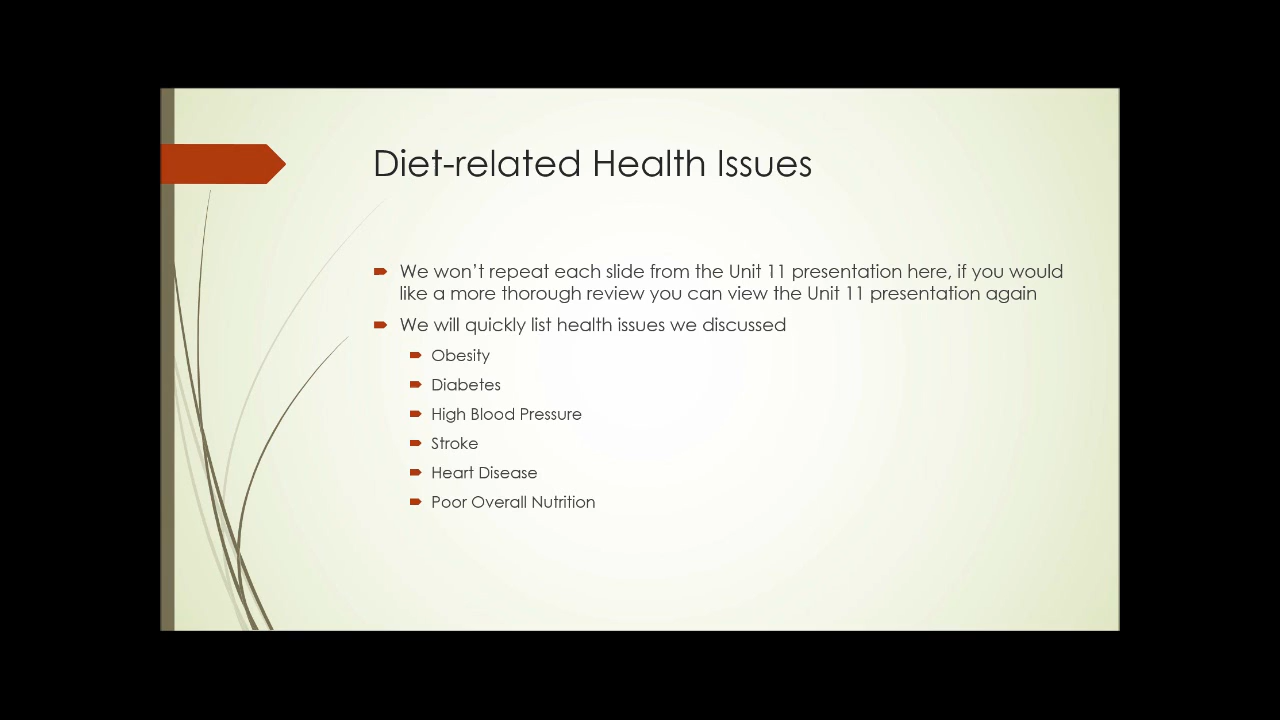 Diet-related Health Issues
We won’t repeat each slide from the Unit 11 presentation here, if you would
like a more thorough review you can view the Unit 11 presentation again
We will quickly list health issues we discussed
Obesity
Diabetes
High Blood Pressure
Stroke
Heart Disease
Poor Overall Nutrition